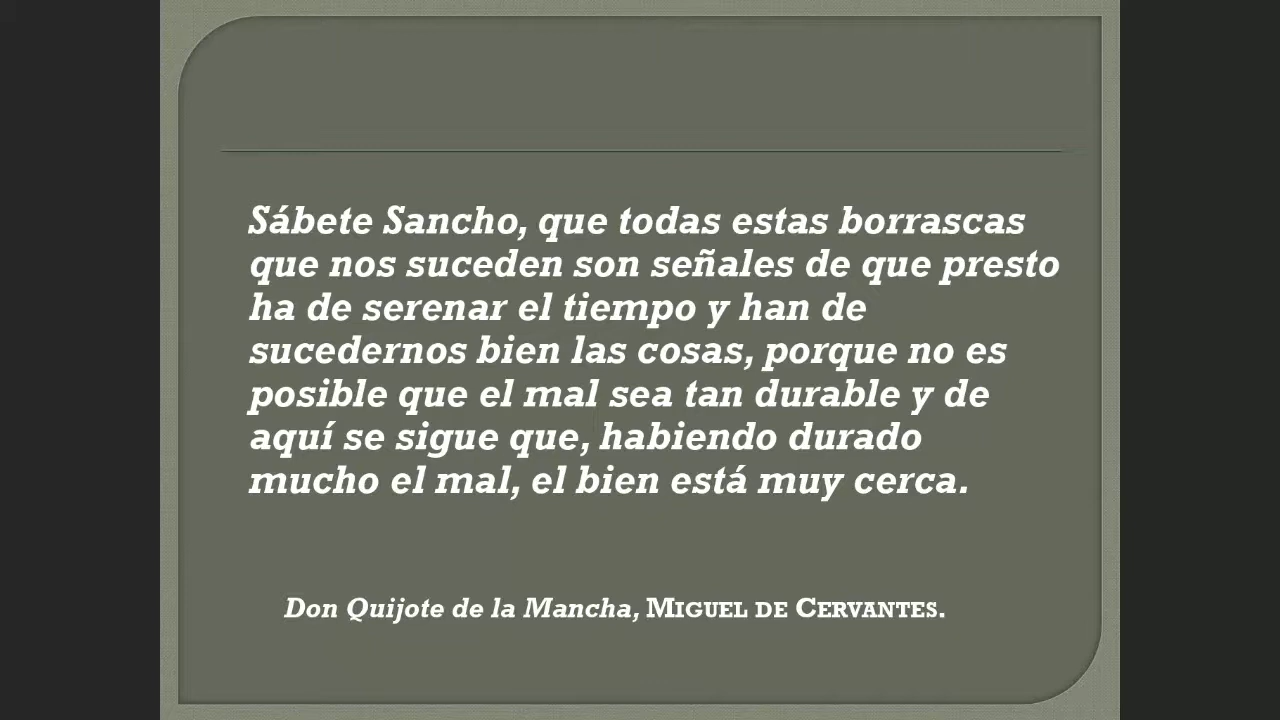 Sábete Sancho, que todas estas borrascas
que nos suceden son señales de que presto
ha de serenar el tiempo y han de
sucedernos bien las cosas, porque no es
posible que el mal sea tan durable y de
aquí se sigue que, habiendo durado
mucho el mal, el bien está muy cerca.
Don Quijote de la Mancha, MIGUEL DE CERVANTES.